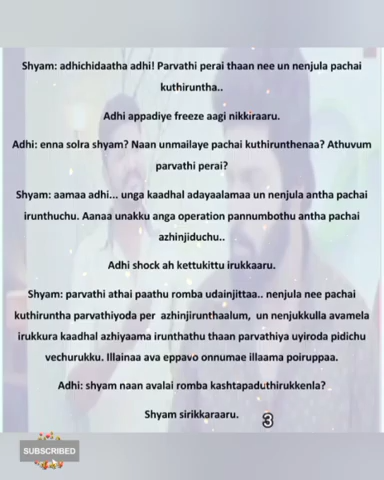 Shyam: adhichidaatha adhi! Parvathi perai thaan nee un nenjula pachai
kuthiruntha..
Adhi appadiye freeze aagi nikkiraaru.
Adhi: enna solra shyam? Naan unmailaye pachai kuthirunthenaa? Athuvum
parvathi perai?
Shyam: aamaa adhi... unga kaadhal adayaalamaa un nenjula antha pachai
irunthuchu. Aanaa unakku anga operation pannumbothu antha pachai
azhinjiduchu..
Adhi shock ah kettukittu irukkaaru.
Shyam: parvathi athai paathu romba udainjittaa.. nenjula nee pachai
kuthiruntha parvathiyoda per azhinjirunthaalum, un nenjukkulla avamela
irukkura kaadhal azhiyaama irunthathu thaan parvathiya uyiroda pidichu
vechurukku. Illainaa ava eppavo onnumae illaama poiruppaa.
Adhi: shyam naan avalai romba kashtapaduthirukkenla?
Shyam sirikkaraaru.
3
SUBSCRIBED